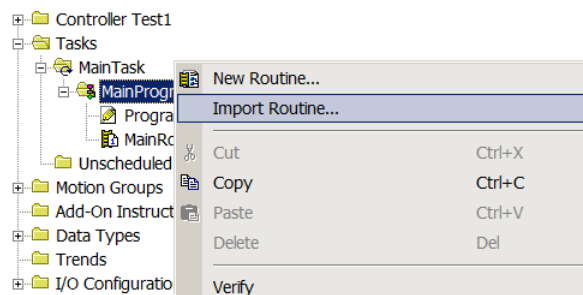 Controller Test1
Tasks
MainTask
MainProgr
Progra
MainRo
Unscheduled
Motion Groups
Add-On Instruct
Data Types
Trends
I/O Configuratio
New Routine...
Import Routine...
Cut Ctrl+X
Copy Ctrl+C
Paste Ctrl+V
Delete Del
Verify